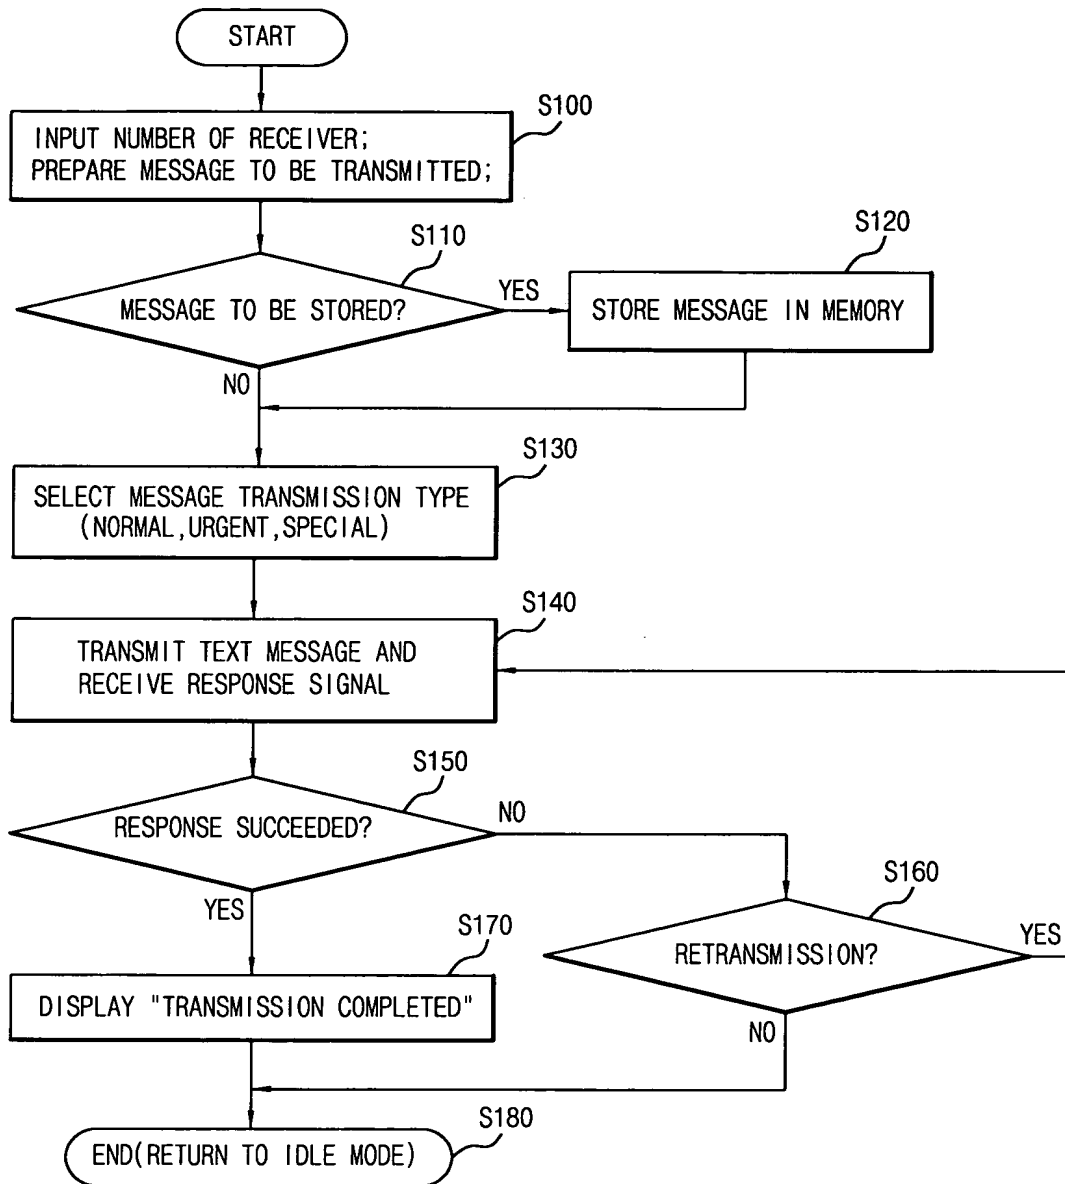 START
S100
INPUT NUMBER OF RECEIVER;
PREPARE MESSAGE TO BE TRANSMITTED;
S110
MESSAGE TO BE STORED?
YES
S120
STORE MESSAGE IN MEMORY
NO
S130
SELECT MESSAGE TRANSMISSION TYPE
(NORMAL,URGENT,SPECIAL)
S140
TRANSMIT TEXT MESSAGE AND
RECEIVE RESPONSE SIGNAL
S150
RESPONSE SUCCEEDED?
NO
YES
S160
RETRANSMISSION?
YES
NO
S170
DISPLAY "TRANSMISSION COMPLETED"
S180
END(RETURN TO IDLE MODE)